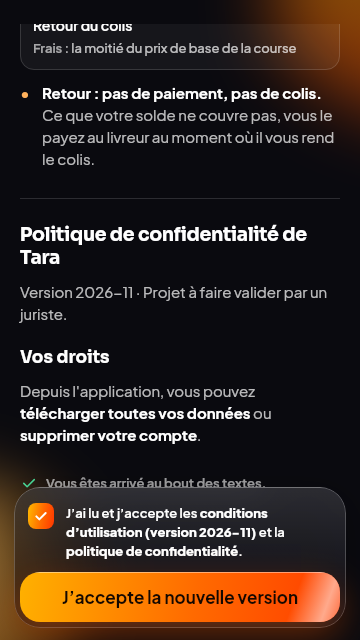 Retour du colis
Frais : la moitié du prix de base de la course
Retour : pas de paiement, pas de colis.
Ce que votre solde ne couvre pas, vous le
payez au livreur au moment où il vous rend
le colis.
Politique de confidentialité de
Tara
Version 2026-11 · Projet à faire valider par un
juriste.
Vos droits
Depuis l'application, vous pouvez
télécharger toutes vos données ou
supprimer votre compte.
Vous êtes arrivé au bout des textes.
J'ai lu et j'accepte les conditions
d'utilisation (version 2026-11) et la
politique de confidentialité.
J'accepte la nouvelle version